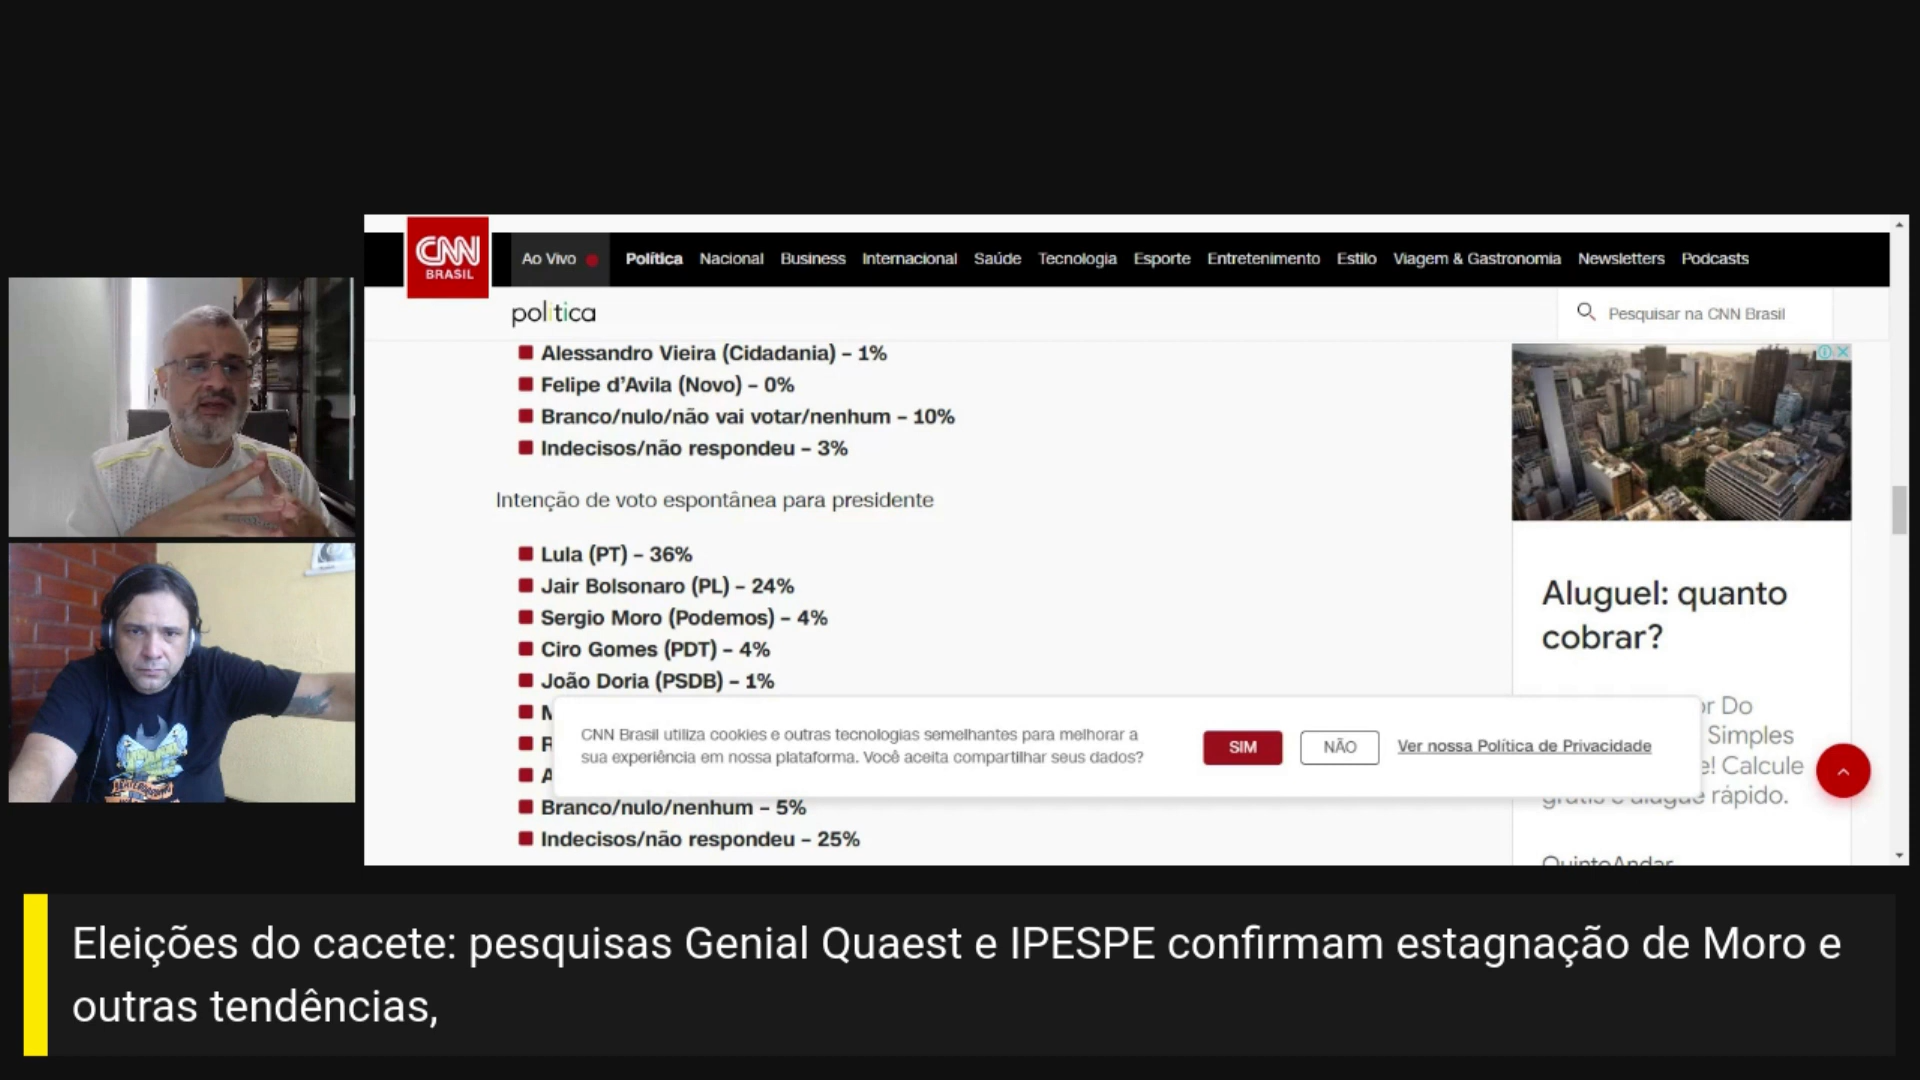 CNN
BRASIL
Ao Vivo
Política
Nacional
Business
Internacional
Saúde
Tecnologia
Esporte
Entretenimento
Estilo
Viagem & Gastronomia
Newsletters
Podcasts
política
Pesquisar na CNN Brasil
Alessandro Vieira (Cidadania) – 1%
Felipe d’Avila (Novo) – 0%
Branco/nulo/não vai votar/nenhum – 10%
Indecisos/não respondeu – 3%
Intenção de voto espontânea para presidente
Lula (PT) – 36%
Jair Bolsonaro (PL) – 24%
Sergio Moro (Podemos) – 4%
Ciro Gomes (PDT) – 4%
João Doria (PSDB) – 1%
Branco/nulo/nenhum – 5%
Indecisos/não respondeu – 25%
CNN Brasil utiliza cookies e outras tecnologias semelhantes para melhorar a
sua experiência em nossa plataforma. Você aceita compartilhar seus dados?
SIM
NÃO
Ver nossa Política de Privacidade
Aluguel: quanto
cobrar?
Do
Simples
Calcule
rápido.
QuintoAndar
Eleições do cacete: pesquisas Genial Quaest e IPESPE confirmam estagnação de Moro e
outras tendências,